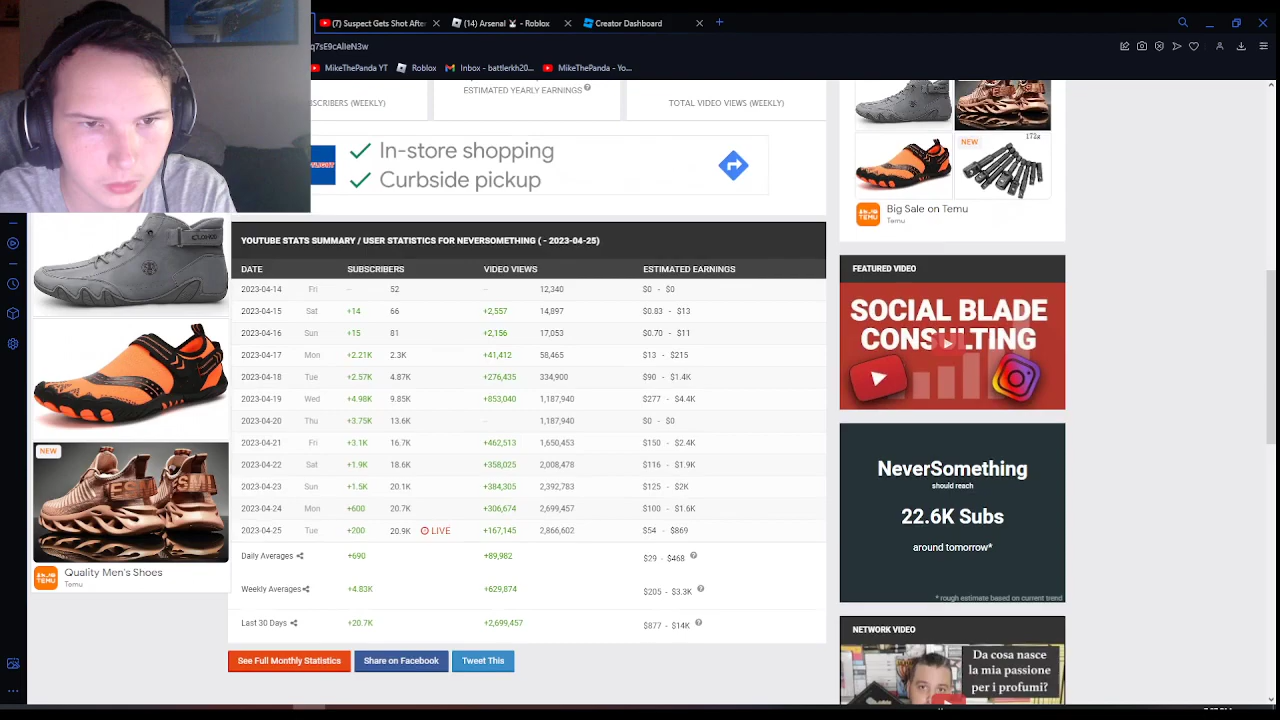 (7) Suspect Gets Shot After
(14) Arsenal - Roblox
Creator Dashboard
q7sE9cAlIeN3w
MikeThePanda YT
Roblox
Inbox - battlerkh20...
MikeThePanda - Yo...
SCRIBERS (WEEKLY)
ESTIMATED YEARLY EARNINGS
TOTAL VIDEO VIEWS (WEEKLY)
In-store shopping
Curbside pickup
YOUTUBE STATS SUMMARY / USER STATISTICS FOR NEVERSOMETHING ( - 2023-04-25)
DATE SUBSCRIBERS VIDEO VIEWS ESTIMATED EARNINGS
2023-04-14 Fri -- 52 -- 12,340 $0 - $0
2023-04-15 Sat +14 66 +2,557 14,897 $0.83 - $13
2023-04-16 Sun +15 81 +2,156 17,053 $0.70 - $11
2023-04-17 Mon +2.21K 2.3K +41,412 58,465 $13 - $215
2023-04-18 Tue +2.57K 4.87K +276,435 334,900 $90 - $1.4K
2023-04-19 Wed +4.98K 9.85K +853,040 1,187,940 $277 - $4.4K
2023-04-20 Thu +3.75K 13.6K -- 1,187,940 $0 - $0
2023-04-21 Fri +3.1K 16.7K +462,513 1,650,453 $150 - $2.4K
2023-04-22 Sat +1.9K 18.6K +358,025 2,008,478 $116 - $1.9K
2023-04-23 Sun +1.5K 20.1K +384,305 2,392,783 $125 - $2K
2023-04-24 Mon +600 20.7K +306,674 2,699,457 $100 - $1.6K
2023-04-25 Tue +200 20.9K LIVE +167,145 2,866,602 $54 - $869
Daily Averages +690 +89,982 $29 - $468
Weekly Averages +4.83K +629,874 $205 - $3.3K
Last 30 Days +20.7K +2,699,457 $877 - $14K
See Full Monthly Statistics
Share on Facebook
Tweet This
NEW
Quality Men's Shoes
Temu
NEW
Big Sale on Temu
Temu
FEATURED VIDEO
SOCIAL BLADE
CONSULTING
NeverSomething
should reach
22.6K Subs
around tomorrow*
* rough estimate based on current trend
NETWORK VIDEO
Da cosa nasce
la mia passione
per i profumi?